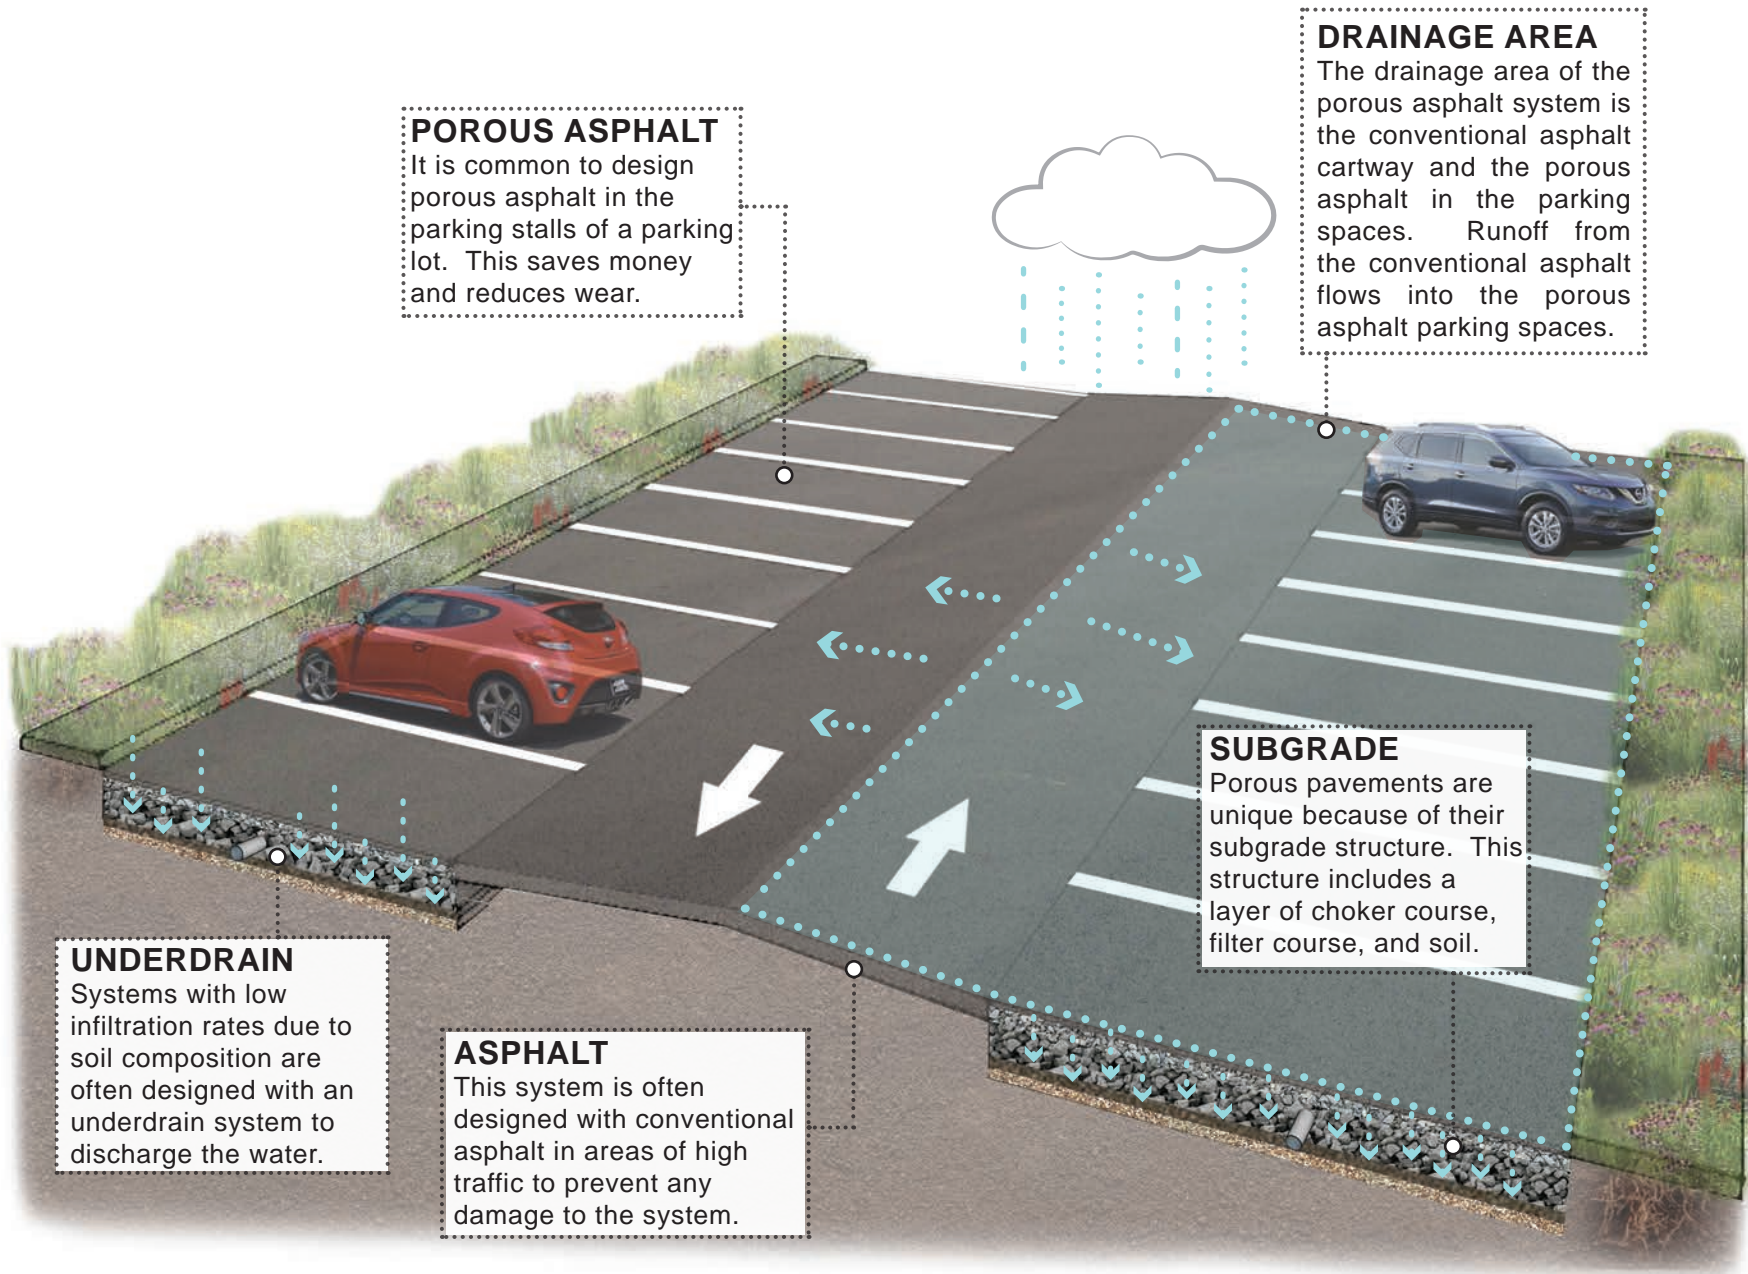 DRAINAGE AREA
The drainage area of the
porous asphalt system is
the conventional asphalt
cartway and the porous
asphalt in the parking
spaces. Runoff from
the conventional asphalt
flows into the porous
asphalt parking spaces.
POROUS ASPHALT
It is common to design
porous asphalt in the
parking stalls of a parking
lot. This saves money
and reduces wear.
SUBGRADE
Porous pavements are
unique because of their
subgrade structure. This
structure includes a
layer of choker course,
filter course, and soil.
UNDERDRAIN
Systems with low
infiltration rates due to
soil composition are
often designed with an
underdrain system to
discharge the water.
ASPHALT
This system is often
designed with conventional
asphalt in areas of high
traffic to prevent any
damage to the system.